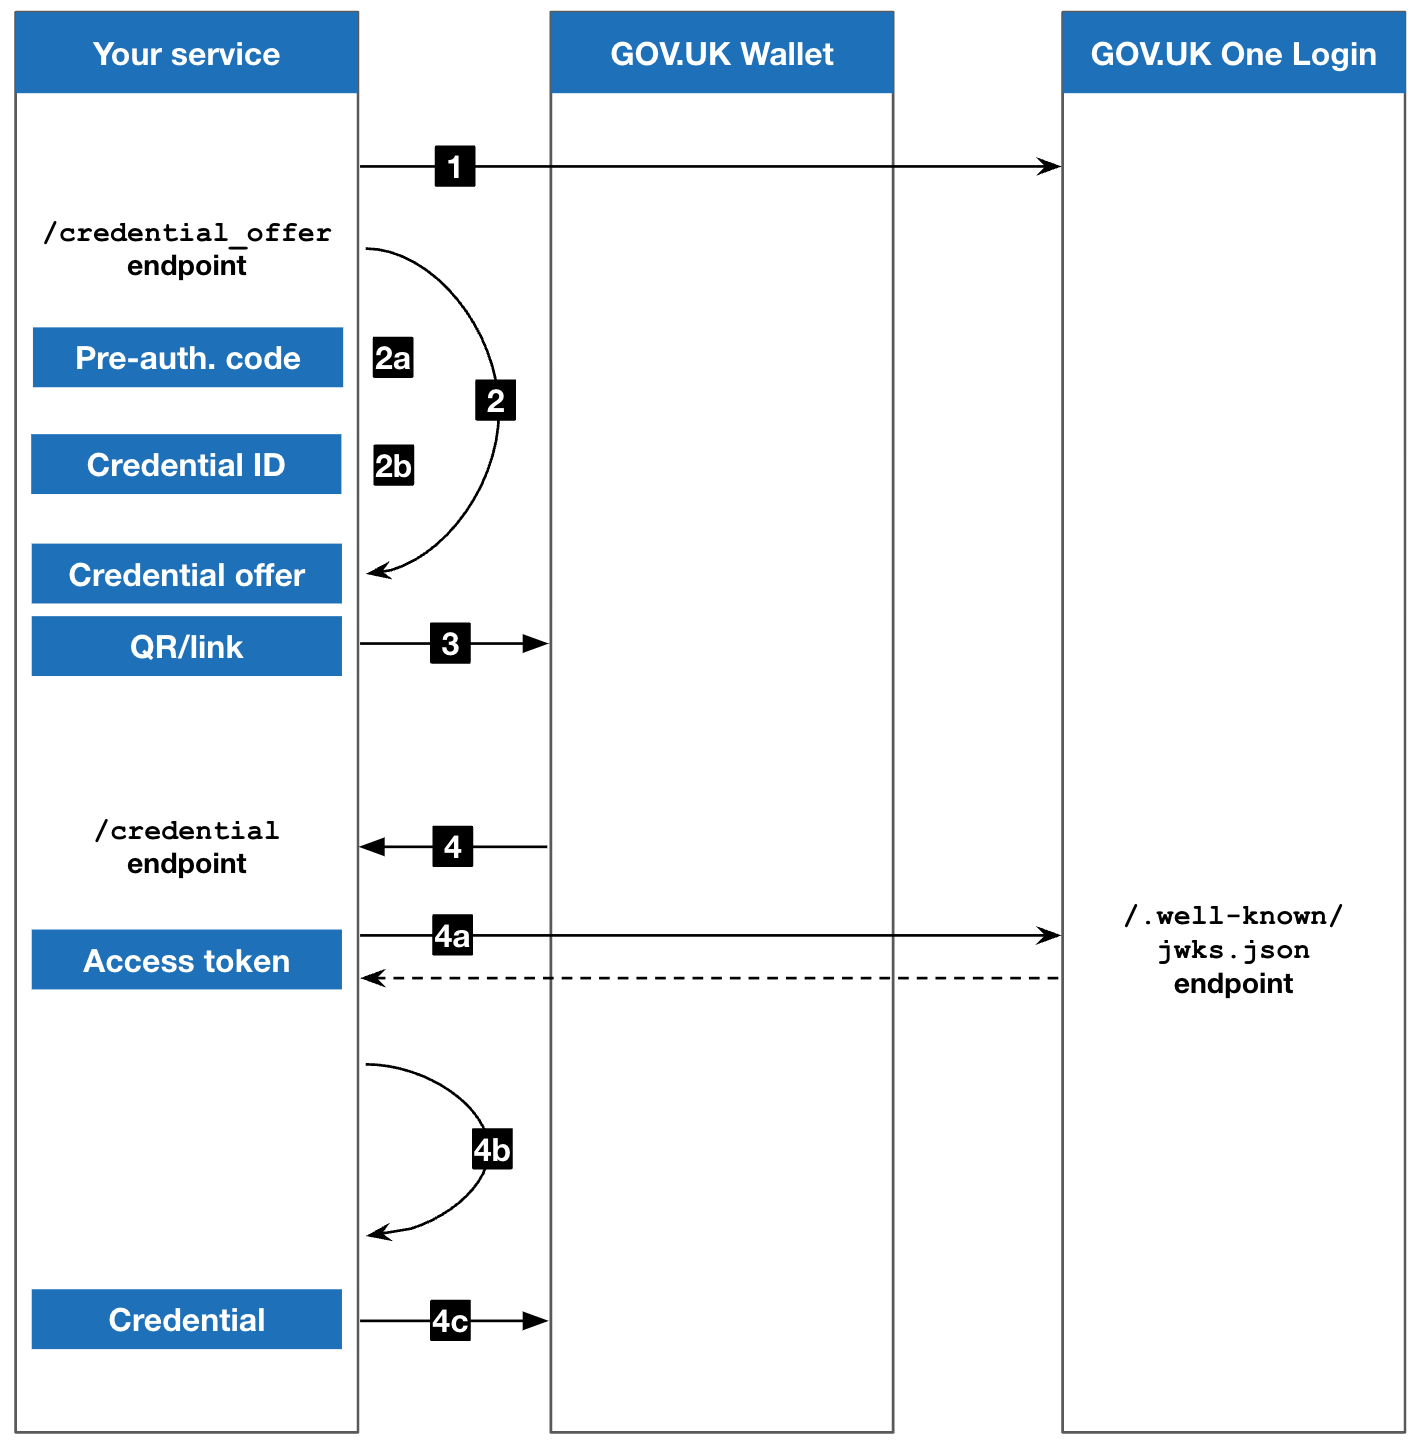 Your service
GOV.UK Wallet
GOV.UK One Login
1
/credential_offer
endpoint
Pre-auth. code
2a
2
Credential ID
2b
Credential offer
QR/link
3
/credential
endpoint
4
/.well-known/
jwks.json
endpoint
4a
Access token
4b
Credential
4c